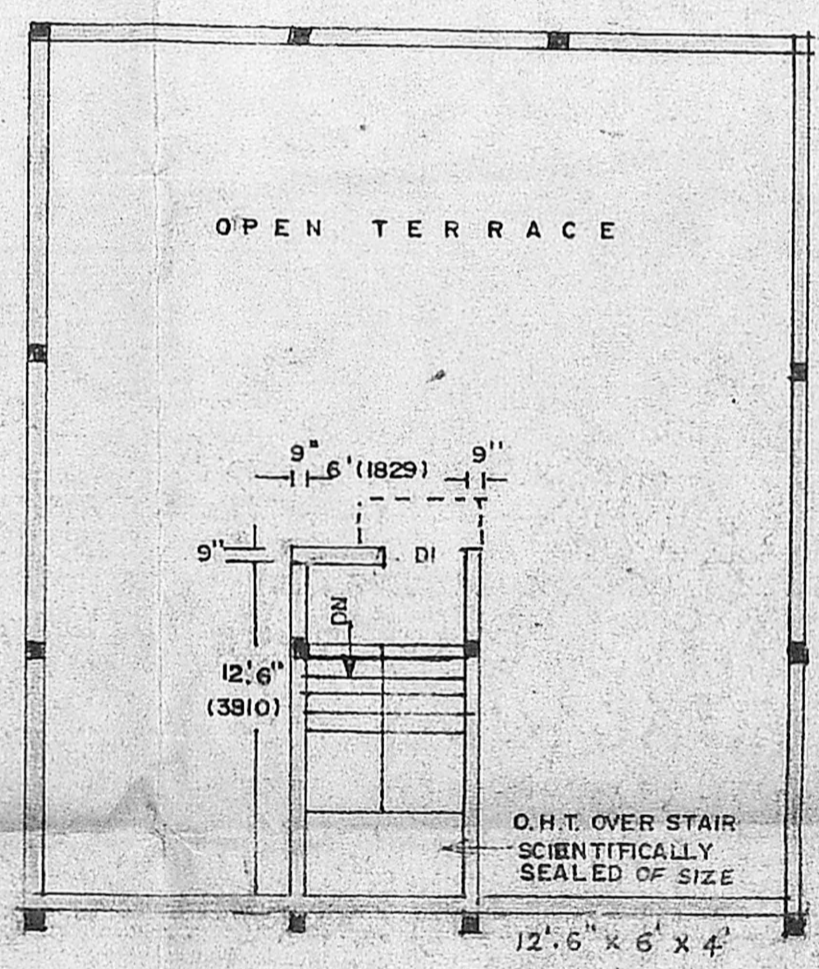 OPEN TERRACE
9" 6'(1829) 9"
9"
D1
DN
12'.6"
(3810)
O.H.T. OVER STAIR
SCIENTIFICALLY
SEALED OF SIZE
12'.6" x 6' x 4'